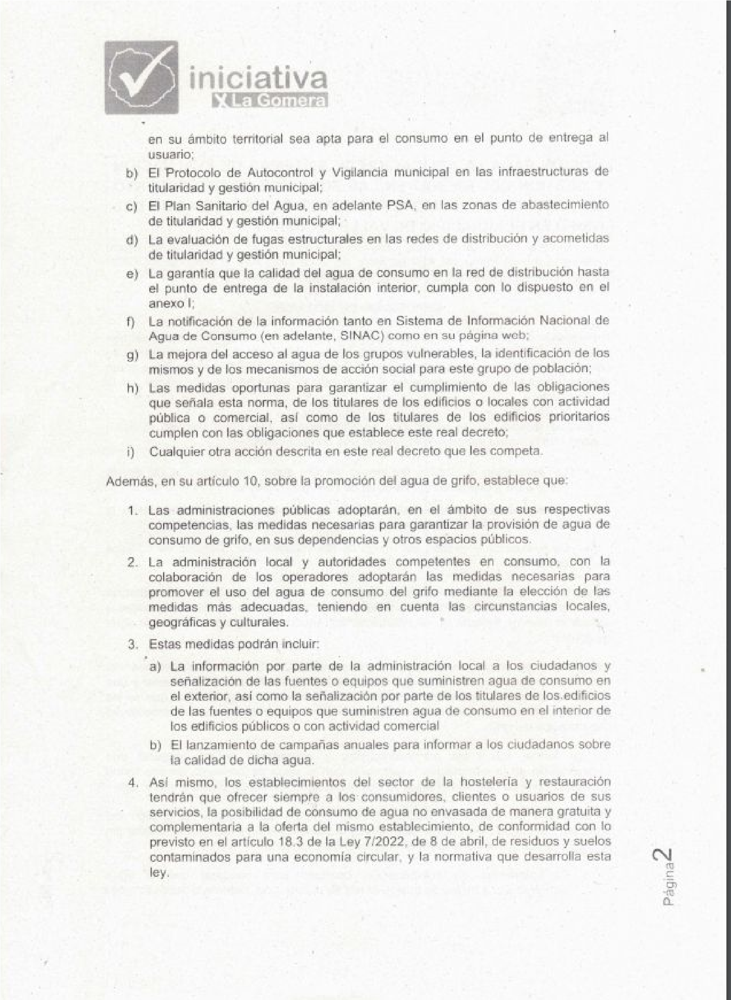 iniciativa
X La Gomera
en su ámbito territorial sea apta para el consumo en el punto de entrega al
usuario;
b) El Protocolo de Autocontrol y Vigilancia municipal en las infraestructuras de
titularidad y gestión municipal;
c) El Plan Sanitario del Agua, en adelante PSA, en las zonas de abastecimiento
de titularidad y gestión municipal;
d) La evaluación de fugas estructurales en las redes de distribución y acometidas
de titularidad y gestión municipal;
e) La garantía que la calidad del agua de consumo en la red de distribución hasta
el punto de entrega de la instalación interior, cumpla con lo dispuesto en el
anexo I;
f) La notificación de la información tanto en Sistema de Información Nacional de
Agua de Consumo (en adelante, SINAC) como en su página web;
g) La mejora del acceso al agua de los grupos vulnerables, la identificación de los
mismos y de los mecanismos de acción social para este grupo de población;
h) Las medidas oportunas para garantizar el cumplimiento de las obligaciones
que señala esta norma, de los titulares de los edificios o locales con actividad
pública o comercial, así como de los titulares de los edificios prioritarios
cumplen con las obligaciones que establece este real decreto;
i) Cualquier otra acción descrita en este real decreto que les competa.
Además, en su artículo 10, sobre la promoción del agua de grifo, establece que:
1. Las administraciones públicas adoptarán, en el ámbito de sus respectivas
competencias, las medidas necesarias para garantizar la provisión de agua de
consumo de grifo, en sus dependencias y otros espacios públicos.
2. La administración local y autoridades competentes en consumo, con la
colaboración de los operadores adoptarán las medidas necesarias para
promover el uso del agua de consumo del grifo mediante la elección de las
medidas más adecuadas, teniendo en cuenta las circunstancias locales,
geográficas y culturales.
3. Estas medidas podrán incluir:
a) La información por parte de la administración local a los ciudadanos y
señalización de las fuentes o equipos que suministren agua de consumo en
el exterior, así como la señalización por parte de los titulares de los edificios
de las fuentes o equipos que suministren agua de consumo en el interior de
los edificios públicos o con actividad comercial
b) El lanzamiento de campañas anuales para informar a los ciudadanos sobre
la calidad de dicha agua.
4. Así mismo, los establecimientos del sector de la hostelería y restauración
tendrán que ofrecer siempre a los consumidores, clientes o usuarios de sus
servicios, la posibilidad de consumo de agua no envasada de manera gratuita y
complementaria a la oferta del mismo establecimiento, de conformidad con lo
previsto en el artículo 18.3 de la Ley 7/2022, de 8 de abril, de residuos y suelos
contaminados para una economía circular, y la normativa que desarrolla esta
ley.
Página 2